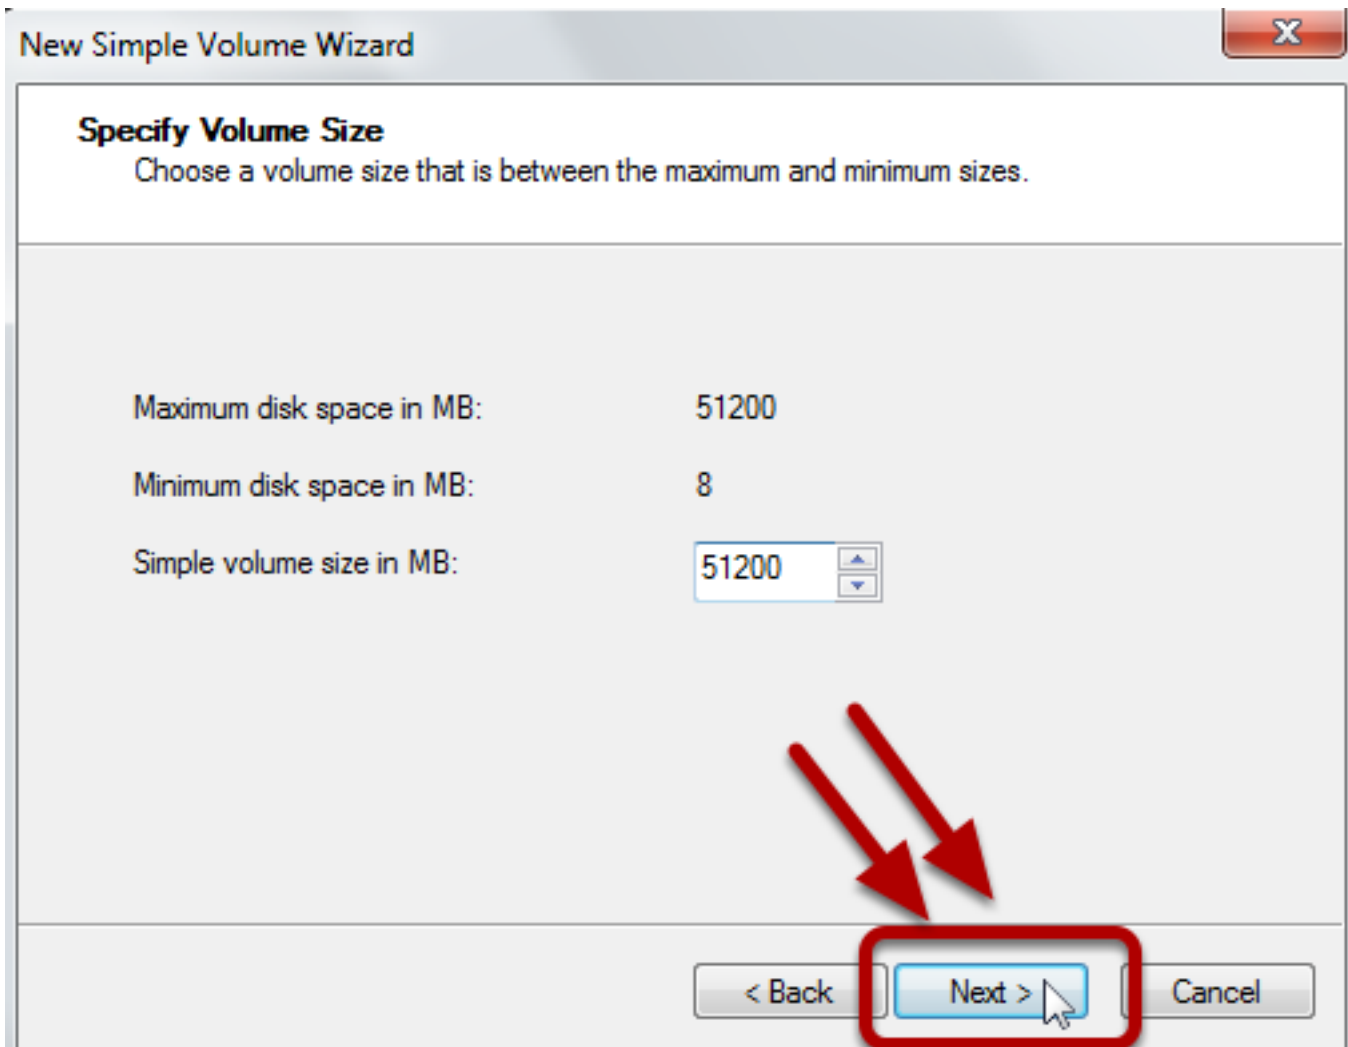 New Simple Volume Wizard
Specify Volume Size
Choose a volume size that is between the maximum and minimum sizes.
Maximum disk space in MB: 51200
Minimum disk space in MB: 8
Simple volume size in MB: 51200
< Back Next > Cancel